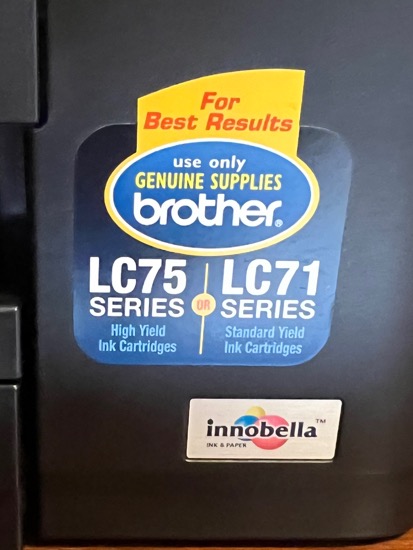 For
Best Results
use only
GENUINE SUPPLIES
brother®
LC75 SERIES
High Yield
Ink Cartridges
OR
LC71 SERIES
Standard Yield
Ink Cartridges
innobella™
INK & PAPER